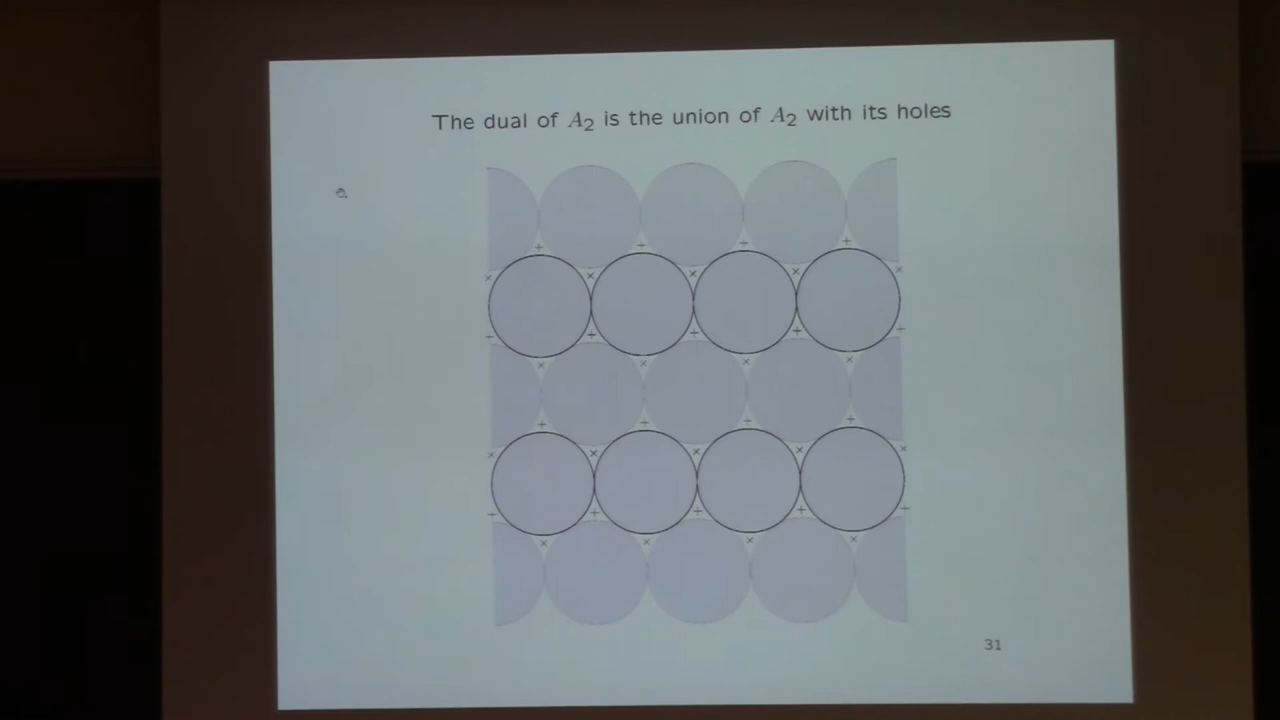 The dual of A₂ is the union of A₂ with its holes
31